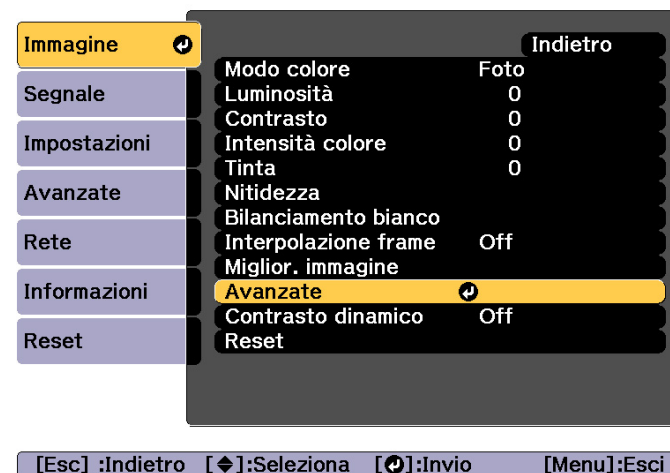 Immagine
Segnale
Impostazioni
Avanzate
Rete
Informazioni
Reset
Indietro
Modo colore Foto
Luminosità 0
Contrasto 0
Intensità colore 0
Tinta 0
Nitidezza
Bilanciamento bianco
Interpolazione frame Off
Miglior. immagine
Avanzate
Contrasto dinamico Off
Reset
[Esc] :Indietro [◆]:Seleziona [↵]:Invio [Menu]:Esci